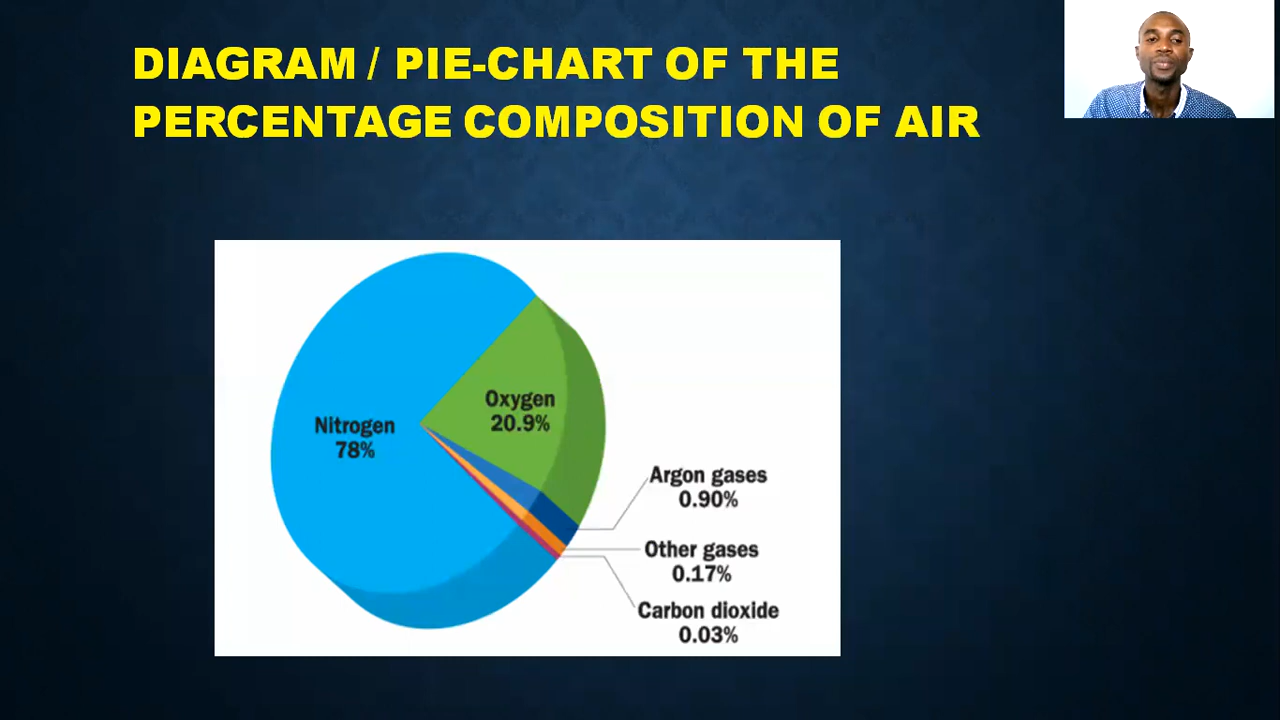 DIAGRAM / PIE-CHART OF THE
PERCENTAGE COMPOSITION OF AIR
Nitrogen
78%
Oxygen
20.9%
Argon gases
0.90%
Other gases
0.17%
Carbon dioxide
0.03%